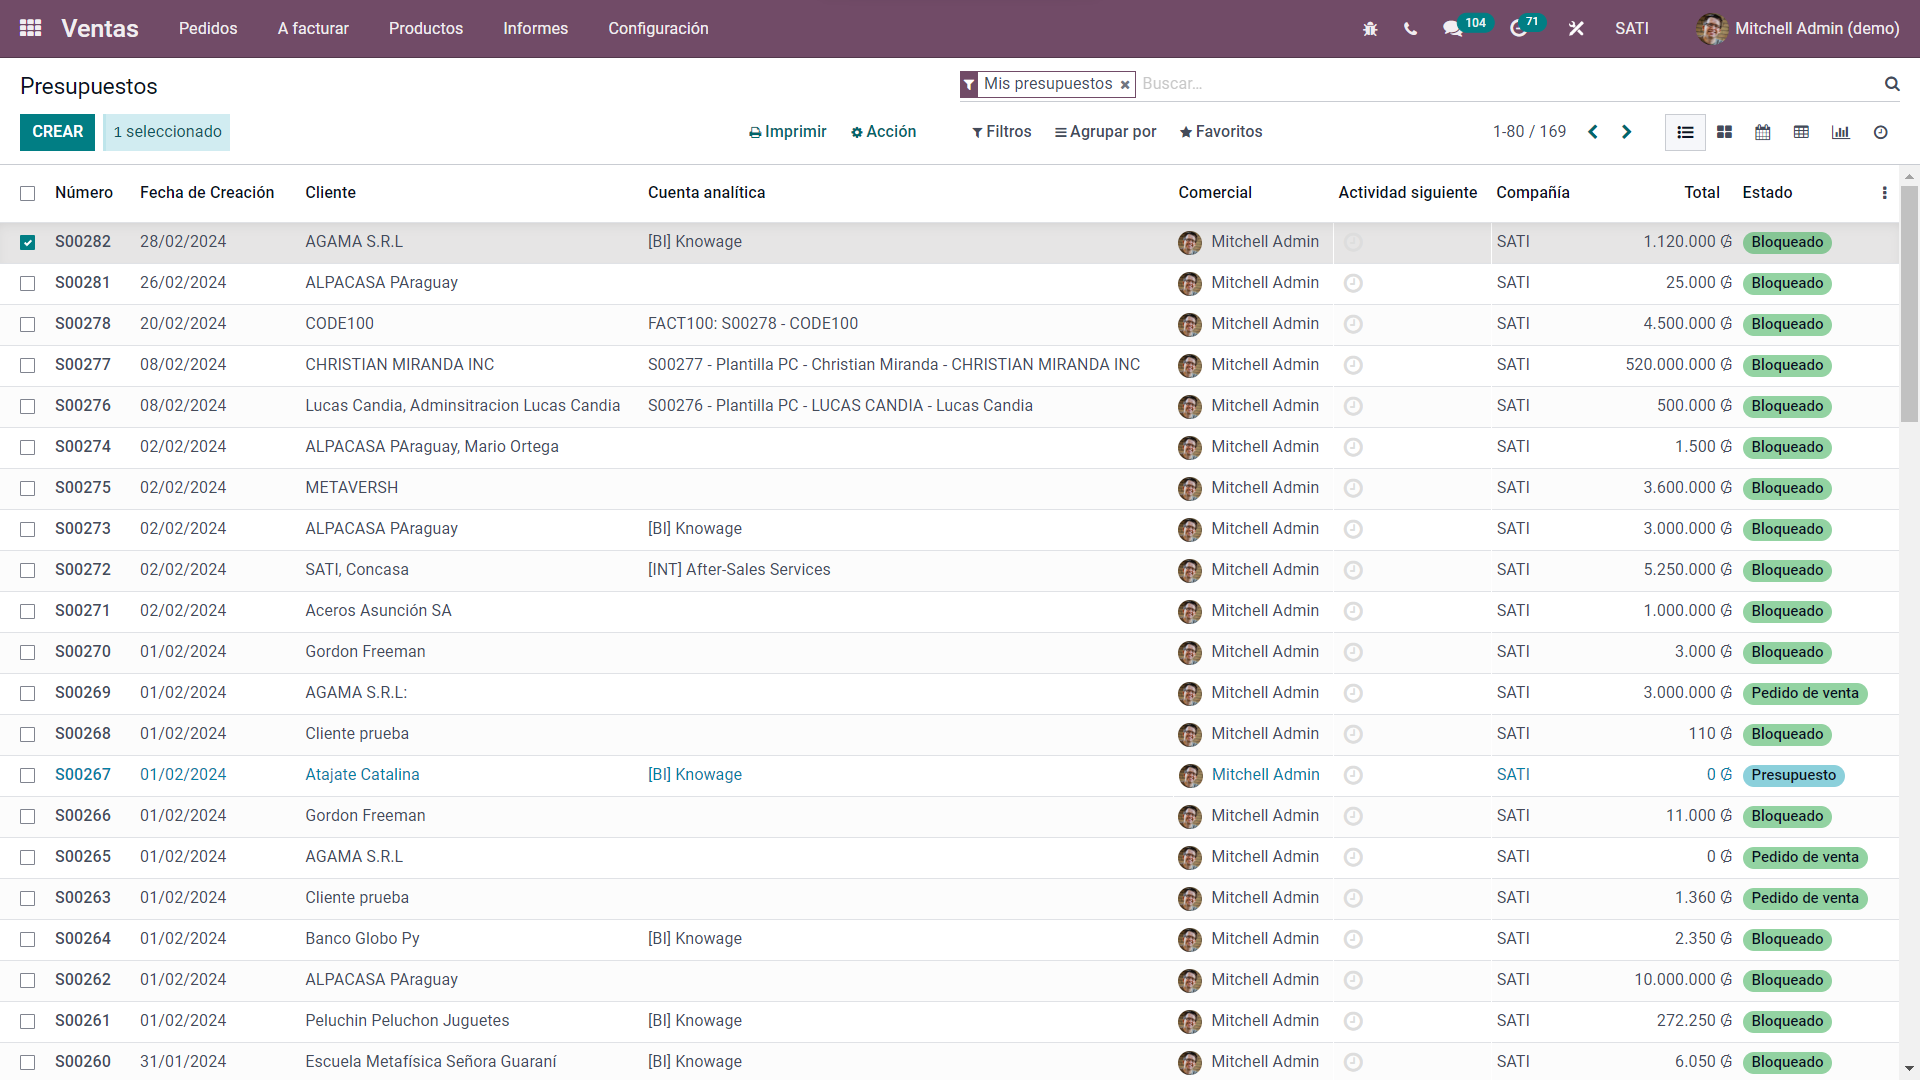 Ventas Pedidos A facturar Productos Informes Configuración 104 71 SATI Mitchell Admin (demo)
Presupuestos Mis presupuestos × Buscar...
CREAR 1 seleccionado Imprimir Acción Filtros Agrupar por Favoritos 1-80 / 169
Número Fecha de Creación Cliente Cuenta analítica Comercial Actividad siguiente Compañía Total Estado
S00282 28/02/2024 AGAMA S.R.L [BI] Knowage Mitchell Admin SATI 1.120.000 ₲ Bloqueado
S00281 26/02/2024 ALPACASA PAraguay Mitchell Admin SATI 25.000 ₲ Bloqueado
S00278 20/02/2024 CODE100 FACT100: S00278 - CODE100 Mitchell Admin SATI 4.500.000 ₲ Bloqueado
S00277 08/02/2024 CHRISTIAN MIRANDA INC S00277 - Plantilla PC - Christian Miranda - CHRISTIAN MIRANDA INC Mitchell Admin SATI 520.000.000 ₲ Bloqueado
S00276 08/02/2024 Lucas Candia, Adminsitracion Lucas Candia S00276 - Plantilla PC - LUCAS CANDIA - Lucas Candia Mitchell Admin SATI 500.000 ₲ Bloqueado
S00274 02/02/2024 ALPACASA PAraguay, Mario Ortega Mitchell Admin SATI 1.500 ₲ Bloqueado
S00275 02/02/2024 METAVERSH Mitchell Admin SATI 3.600.000 ₲ Bloqueado
S00273 02/02/2024 ALPACASA PAraguay [BI] Knowage Mitchell Admin SATI 3.000.000 ₲ Bloqueado
S00272 02/02/2024 SATI, Concasa [INT] After-Sales Services Mitchell Admin SATI 5.250.000 ₲ Bloqueado
S00271 02/02/2024 Aceros Asunción SA Mitchell Admin SATI 1.000.000 ₲ Bloqueado
S00270 01/02/2024 Gordon Freeman Mitchell Admin SATI 3.000 ₲ Bloqueado
S00269 01/02/2024 AGAMA S.R.L: Mitchell Admin SATI 3.000.000 ₲ Pedido de venta
S00268 01/02/2024 Cliente prueba Mitchell Admin SATI 110 ₲ Bloqueado
S00267 01/02/2024 Atajate Catalina [BI] Knowage Mitchell Admin SATI 0 ₲ Presupuesto
S00266 01/02/2024 Gordon Freeman Mitchell Admin SATI 11.000 ₲ Bloqueado
S00265 01/02/2024 AGAMA S.R.L Mitchell Admin SATI 0 ₲ Pedido de venta
S00263 01/02/2024 Cliente prueba Mitchell Admin SATI 1.360 ₲ Pedido de venta
S00264 01/02/2024 Banco Globo Py [BI] Knowage Mitchell Admin SATI 2.350 ₲ Bloqueado
S00262 01/02/2024 ALPACASA PAraguay Mitchell Admin SATI 10.000.000 ₲ Bloqueado
S00261 01/02/2024 Peluchin Peluchon Juguetes [BI] Knowage Mitchell Admin SATI 272.250 ₲ Bloqueado
S00260 31/01/2024 Escuela Metafísica Señora Guaraní [BI] Knowage Mitchell Admin SATI 6.050 ₲ Bloqueado